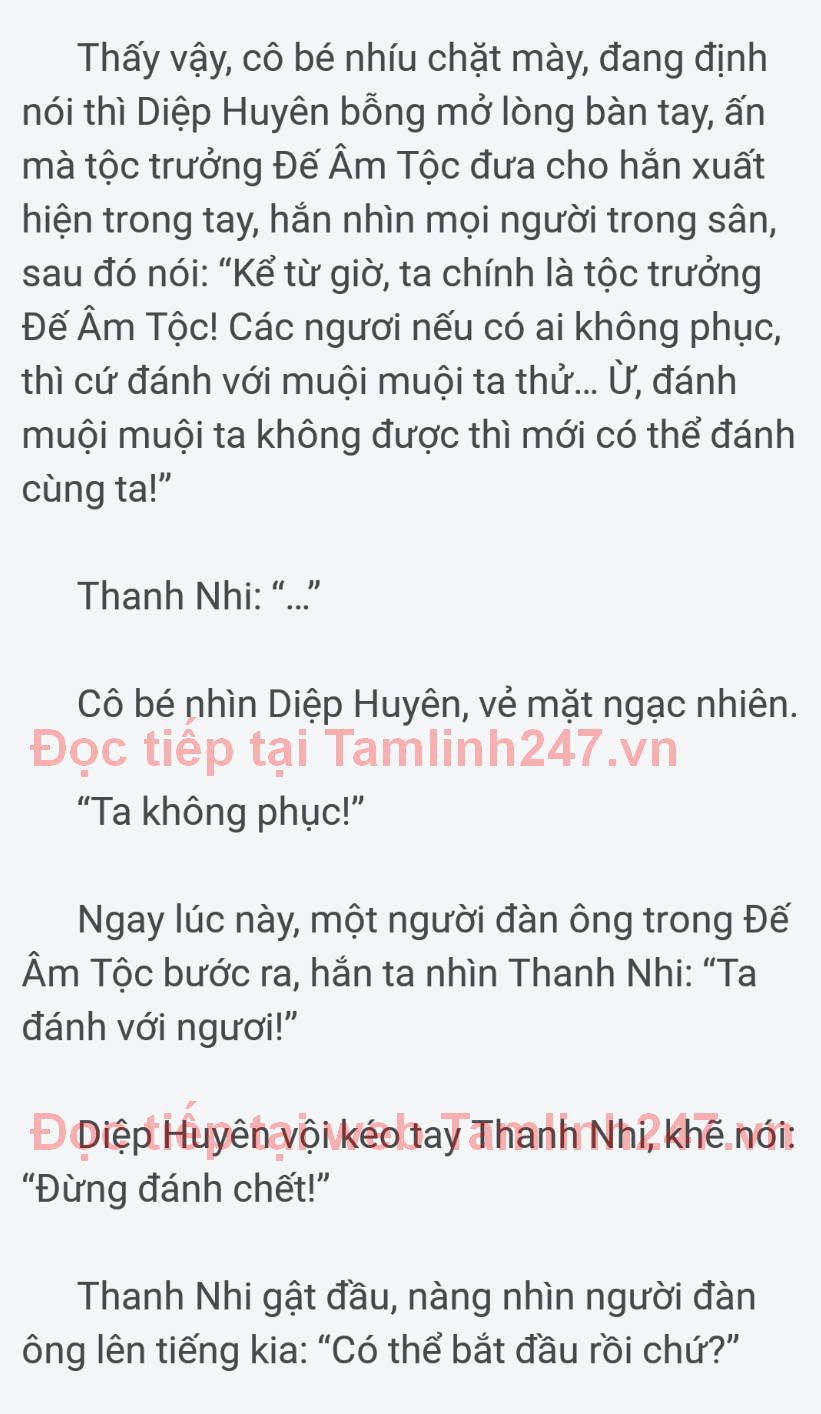 Thấy vậy, cô bé nhíu chặt mày, đang định
nói thì Diệp Huyên bỗng mở lòng bàn tay, ấn
mà tộc trưởng Đế Âm Tộc đưa cho hắn xuất
hiện trong tay, hắn nhìn mọi người trong sân,
sau đó nói: “Kể từ giờ, ta chính là tộc trưởng
Đế Âm Tộc! Các ngươi nếu có ai không phục,
thì cứ đánh với muội muội ta thử... Ừ, đánh
muội muội ta không được thì mới có thể đánh
cùng ta!”
Thanh Nhi: “...”
Cô bé nhìn Diệp Huyên, vẻ mặt ngạc nhiên.
Đọc tiếp tại Tamlinh247.vn
“Ta không phục!”
Ngay lúc này, một người đàn ông trong Đế
Âm Tộc bước ra, hắn ta nhìn Thanh Nhi: “Ta
đánh với ngươi!”
Đọc tiếp tại web Tamlinh247.vn
Diệp Huyên vội kéo tay Thanh Nhi, khẽ nói:
“Đừng đánh chết!”
Thanh Nhi gật đầu, nàng nhìn người đàn
ông lên tiếng kia: “Có thể bắt đầu rồi chứ?”